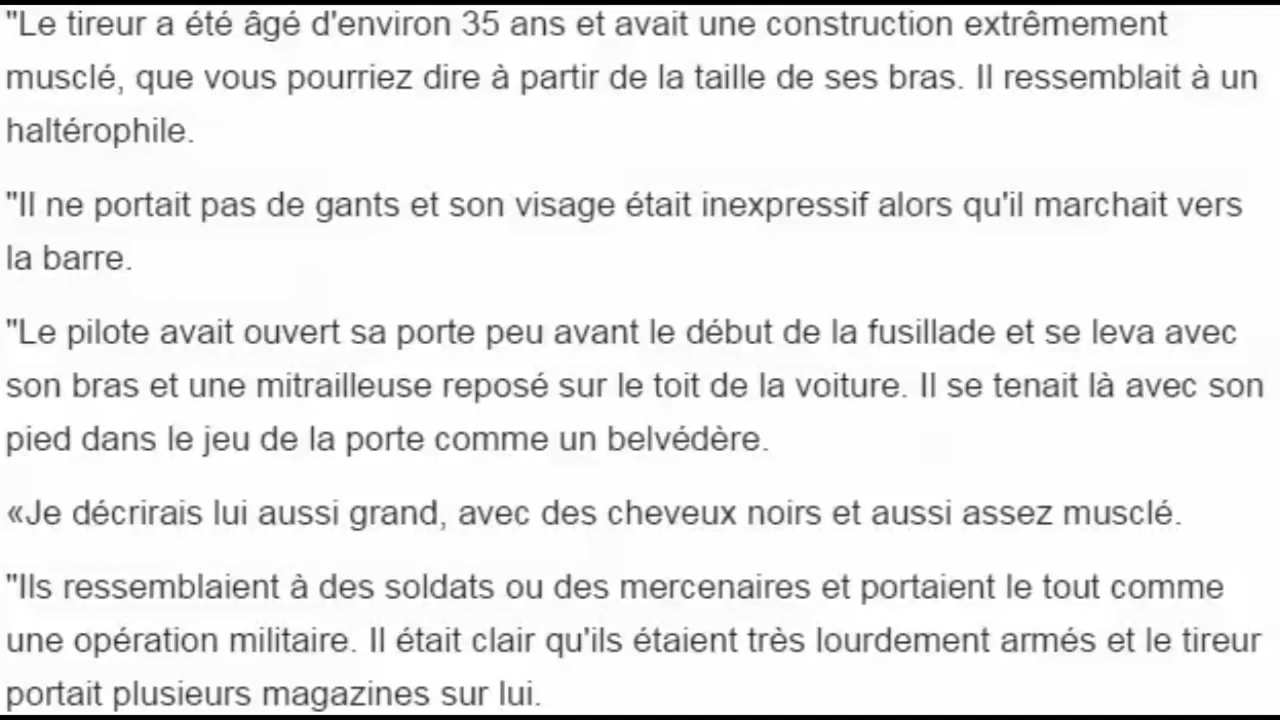 "Le tireur a été âgé d'environ 35 ans et avait une construction extrêmement
musclé, que vous pourriez dire à partir de la taille de ses bras. Il ressemblait à un
haltérophile.
"Il ne portait pas de gants et son visage était inexpressif alors qu'il marchait vers
la barre.
"Le pilote avait ouvert sa porte peu avant le début de la fusillade et se leva avec
son bras et une mitrailleuse reposé sur le toit de la voiture. Il se tenait là avec son
pied dans le jeu de la porte comme un belvédère.
«Je décrirais lui aussi grand, avec des cheveux noirs et aussi assez musclé.
"Ils ressemblaient à des soldats ou des mercenaires et portaient le tout comme
une opération militaire. Il était clair qu'ils étaient très lourdement armés et le tireur
portait plusieurs magazines sur lui.